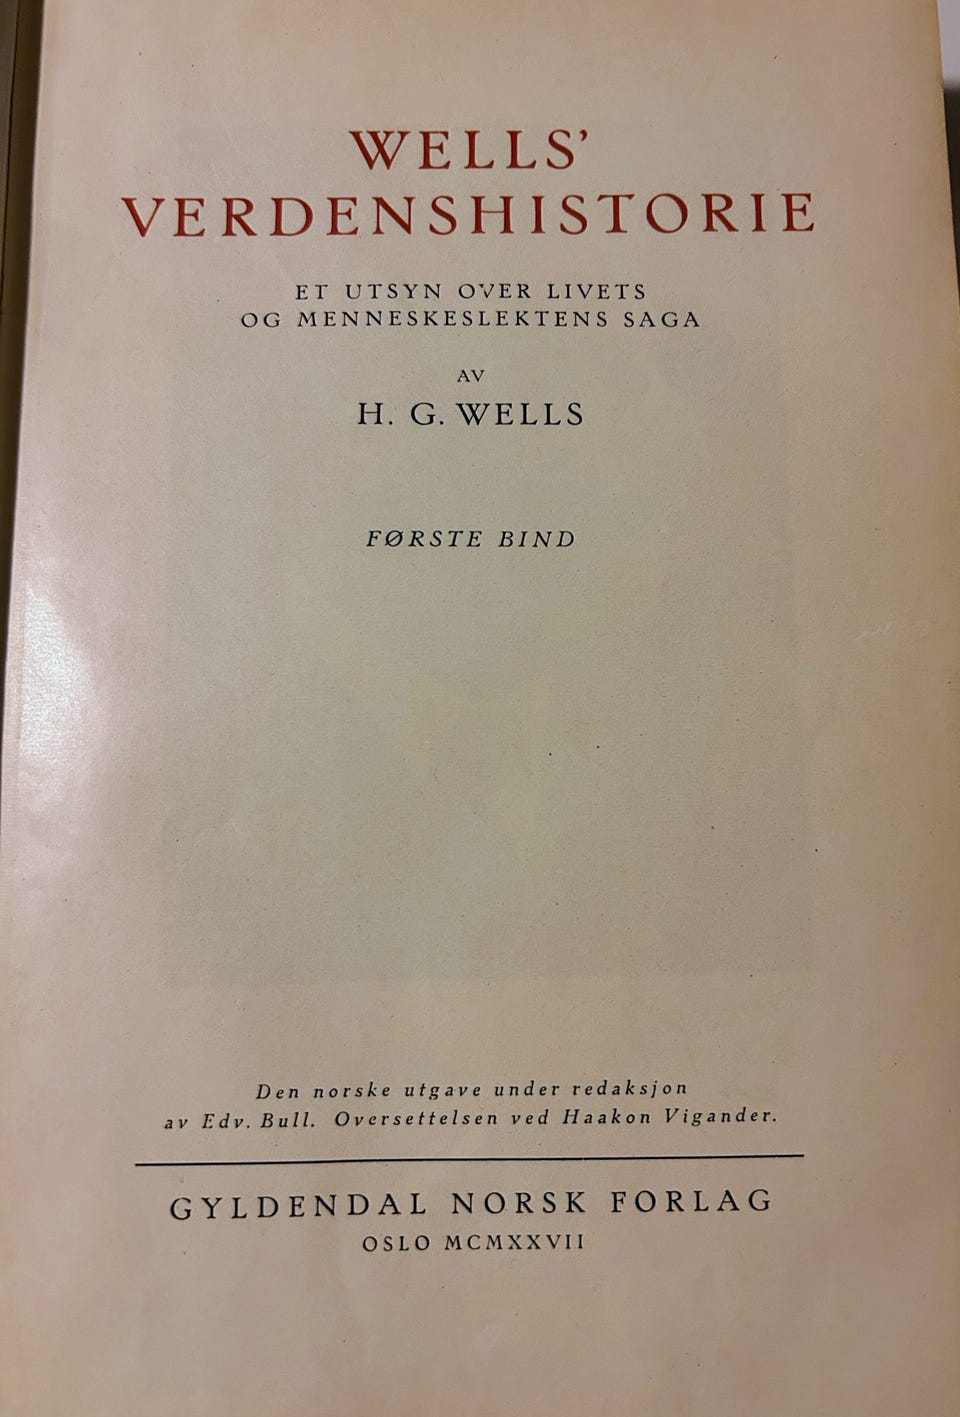 WELLS'
VERDENSHISTORIE
ET UTSYN OVER LIVETS
OG MENNESKESLEKTENS SAGA
AV
H. G. WELLS
FØRSTE BIND
Den norske utgave under redaksjon
av Edv. Bull. Oversettelsen ved Haakon Vigander.
GYLDENDAL NORSK FORLAG
OSLO MCMXXVII